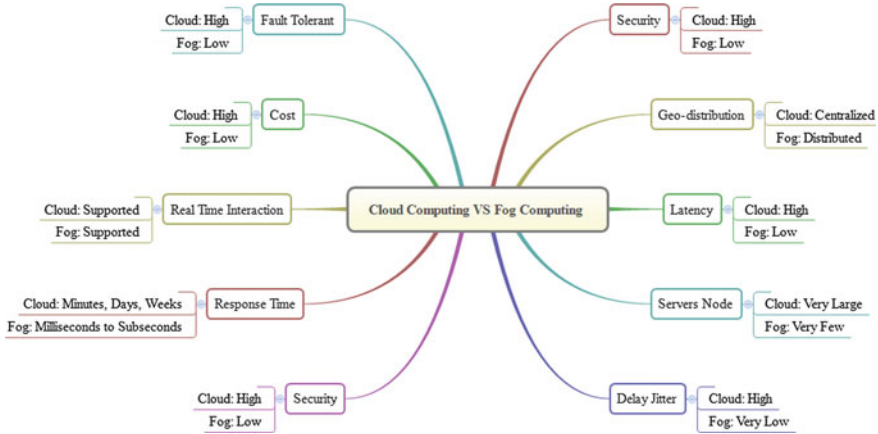 Cloud Computing VS Fog Computing
Fault Tolerant
Cloud: High
Fog: Low
Cost
Cloud: High
Fog: Low
Real Time Interaction
Cloud: Supported
Fog: Supported
Response Time
Cloud: Minutes, Days, Weeks
Fog: Milliseconds to Subseconds
Security
Cloud: High
Fog: Low
Security
Cloud: High
Fog: Low
Geo-distribution
Cloud: Centralized
Fog: Distributed
Latency
Cloud: High
Fog: Low
Servers Node
Cloud: Very Large
Fog: Very Few
Delay Jitter
Cloud: High
Fog: Very Low